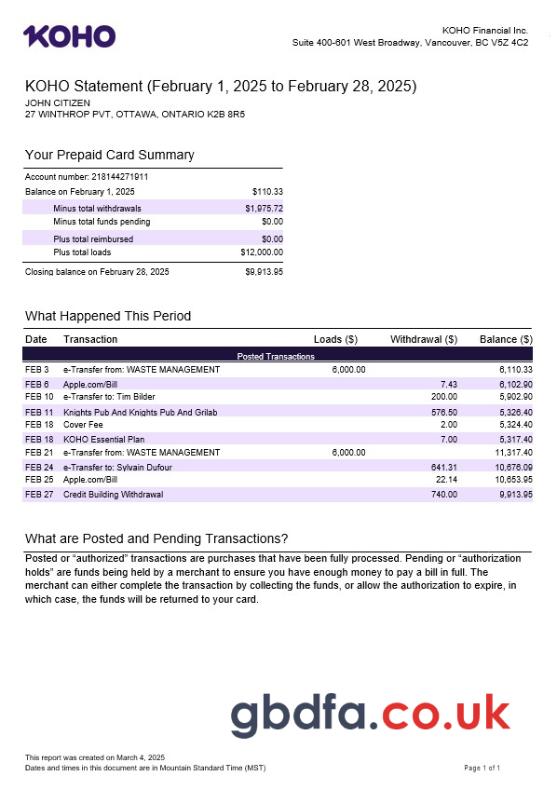 KOHO
KOHO Financial Inc.
Suite 400-601 West Broadway, Vancouver, BC V5Z 4C2
KOHO Statement (February 1, 2025 to February 28, 2025)
JOHN CITIZEN
27 WINTHROP PVT, OTTAWA, ONTARIO K2B 8R5
Your Prepaid Card Summary
Account number: 218144271911
Balance on February 1, 2025 $110.33
Minus total withdrawals $1,975.72
Minus total funds pending $0.00
Plus total reimbursed $0.00
Plus total loads $12,000.00
Closing balance on February 28, 2025 $9,913.95
What Happened This Period
Date Transaction Loads ($) Withdrawal ($) Balance ($)
Posted Transactions
FEB 3 e-Transfer from: WASTE MANAGEMENT 6,000.00 6,110.33
FEB 6 Apple.com/Bill 7.43 6,102.90
FEB 10 e-Transfer to: Tim Bilder 200.00 5,902.90
FEB 11 Knights Pub And Knights Pub And Grilab 576.50 5,326.40
FEB 18 Cover Fee 2.00 5,324.40
FEB 18 KOHO Essential Plan 7.00 5,317.40
FEB 21 e-Transfer from: WASTE MANAGEMENT 6,000.00 11,317.40
FEB 24 e-Transfer to: Sylvain Dufour 641.31 10,676.09
FEB 25 Apple.com/Bill 22.14 10,653.95
FEB 27 Credit Building Withdrawal 740.00 9,913.95
What are Posted and Pending Transactions?
Posted or “authorized” transactions are purchases that have been fully processed. Pending or “authorization
holds” are funds being held by a merchant to ensure you have enough money to pay a bill in full. The
merchant can either complete the transaction by collecting the funds, or allow the authorization to expire, in
which case, the funds will be returned to your card.
gbdfa.co.uk
This report was created on March 4, 2025
Dates and times in this document are in Mountain Standard Time (MST)
Page 1 of 1